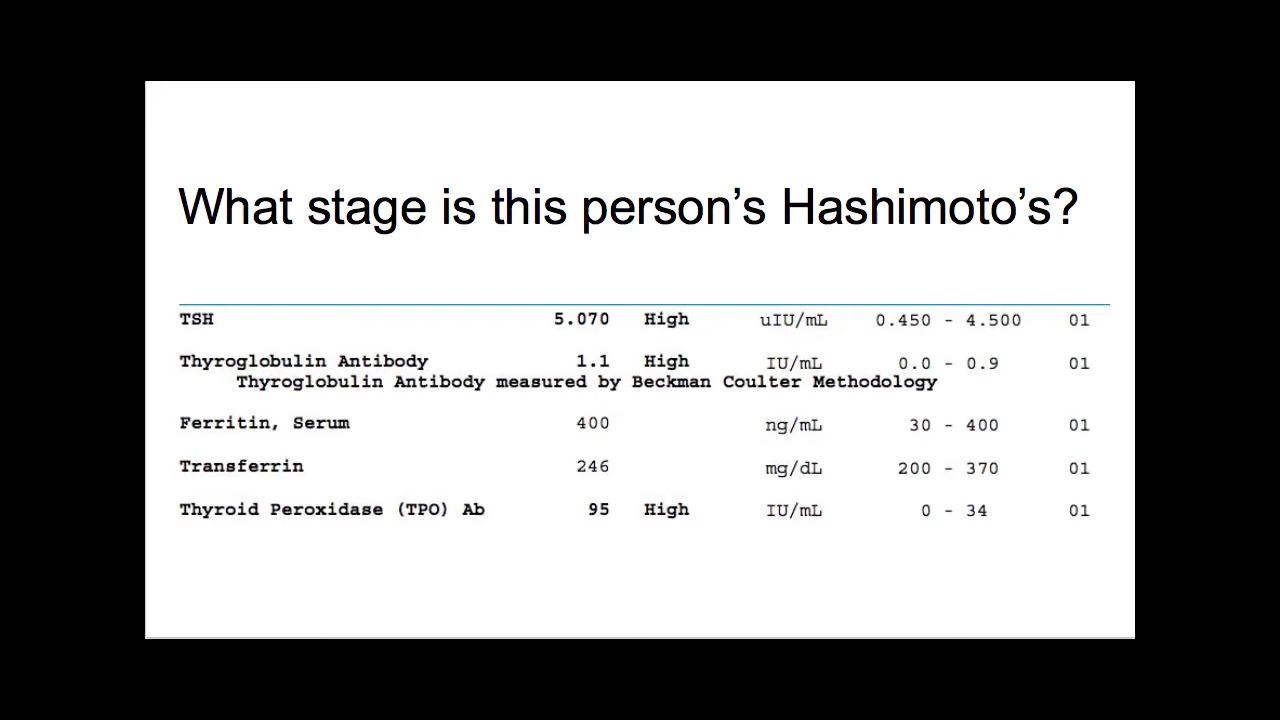 What stage is this person’s Hashimoto’s?
TSH 5.070 High uIU/mL 0.450 - 4.500 01
Thyroglobulin Antibody 1.1 High IU/mL 0.0 - 0.9 01
Thyroglobulin Antibody measured by Beckman Coulter Methodology
Ferritin, Serum 400 ng/mL 30 - 400 01
Transferrin 246 mg/dL 200 - 370 01
Thyroid Peroxidase (TPO) Ab 95 High IU/mL 0 - 34 01